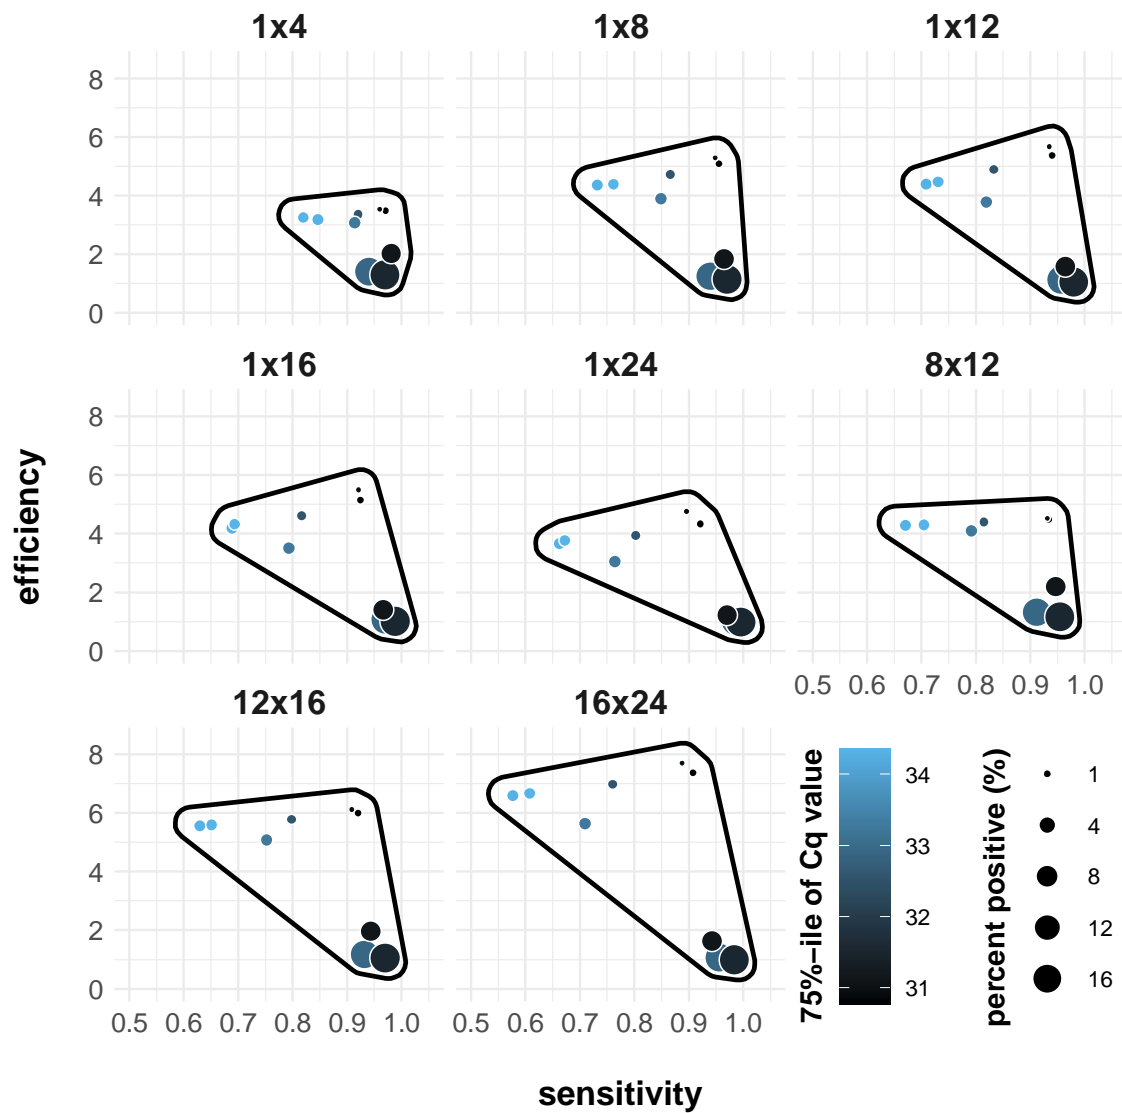 1x4
1x8
1x12
8
6
4
2
0
1x16
1x24
8x12
8
6
4
2
0
0.5 0.6 0.7 0.8 0.9 1.0
12x16
16x24
8
6
4
2
0
0.5 0.6 0.7 0.8 0.9 1.0
0.5 0.6 0.7 0.8 0.9 1.0
efficiency
sensitivity
75%−ile of Cq value
34
33
32
31
percent positive (%)
1
4
8
12
16